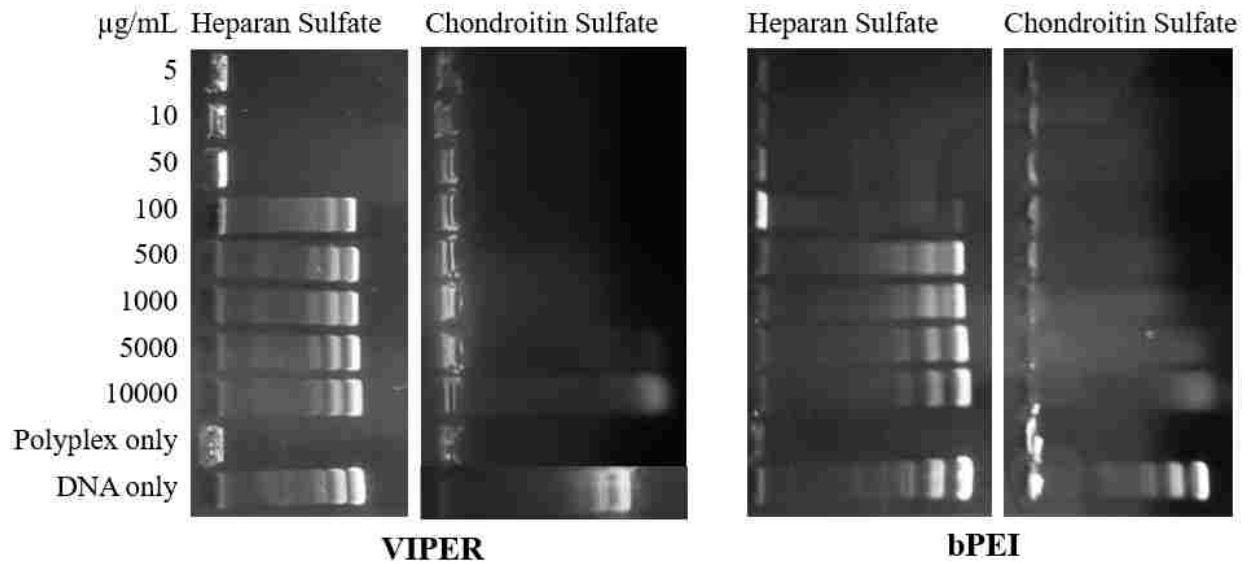 µg/mL Heparan Sulfate Chondroitin Sulfate Heparan Sulfate Chondroitin Sulfate
5
10
50
100
500
1000
5000
10000
Polyplex only
DNA only
VIPER bPEI